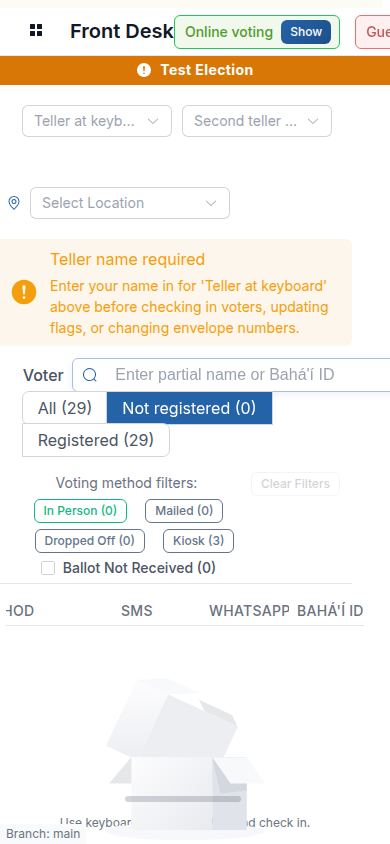 Front Desk
Online voting Show
Gue
Test Election
Teller at keyb...
Second teller ...
Select Location
Teller name required
Enter your name in for 'Teller at keyboard'
above before checking in voters, updating
flags, or changing envelope numbers.
Voter
Enter partial name or Bahá'í ID
All (29)
Not registered (0)
Registered (29)
Voting method filters:
Clear Filters
In Person (0)
Mailed (0)
Dropped Off (0)
Kiosk (3)
Ballot Not Received (0)
HOD SMS WHATSAPP BAHÁ'Í ID
Use keyboar d check in.
Branch: main